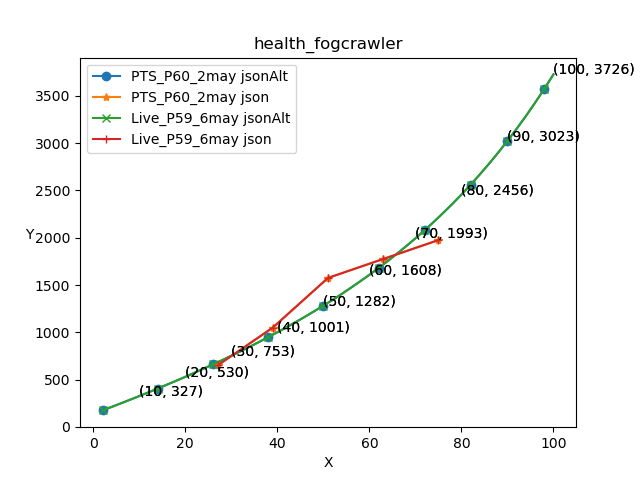 health_fogcrawler
PTS_P60_2may jsonAlt
PTS_P60_2may json
Live_P59_6may jsonAlt
Live_P59_6may json
(100, 3726)
(90, 3023)
(80, 2456)
(70, 1993)
(60, 1608)
(50, 1282)
(40, 1001)
(30, 753)
(20, 530)
(10, 327)
Y
3500
3000
2500
2000
1500
1000
500
0
0 20 40 60 80 100
X